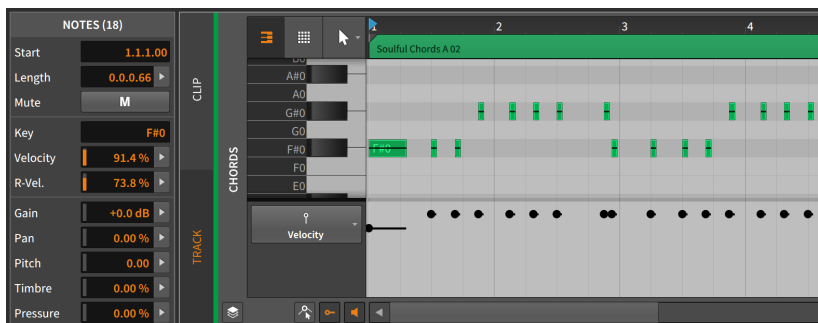 NOTES (18)
Start 1.1.1.00
Length 0.0.0.66
Mute M
Key F#0
Velocity 91.4 %
R-Vel. 73.8 %
Gain +0.0 dB
Pan 0.00 %
Pitch 0.00
Timbre 0.00 %
Pressure 0.00 %
CLIP
TRACK
CHORDS
1 2 3 4
Soulful Chords A 02
B0
A#0
A0
G#0
G0
F#0
F#0
F0
E0
Velocity